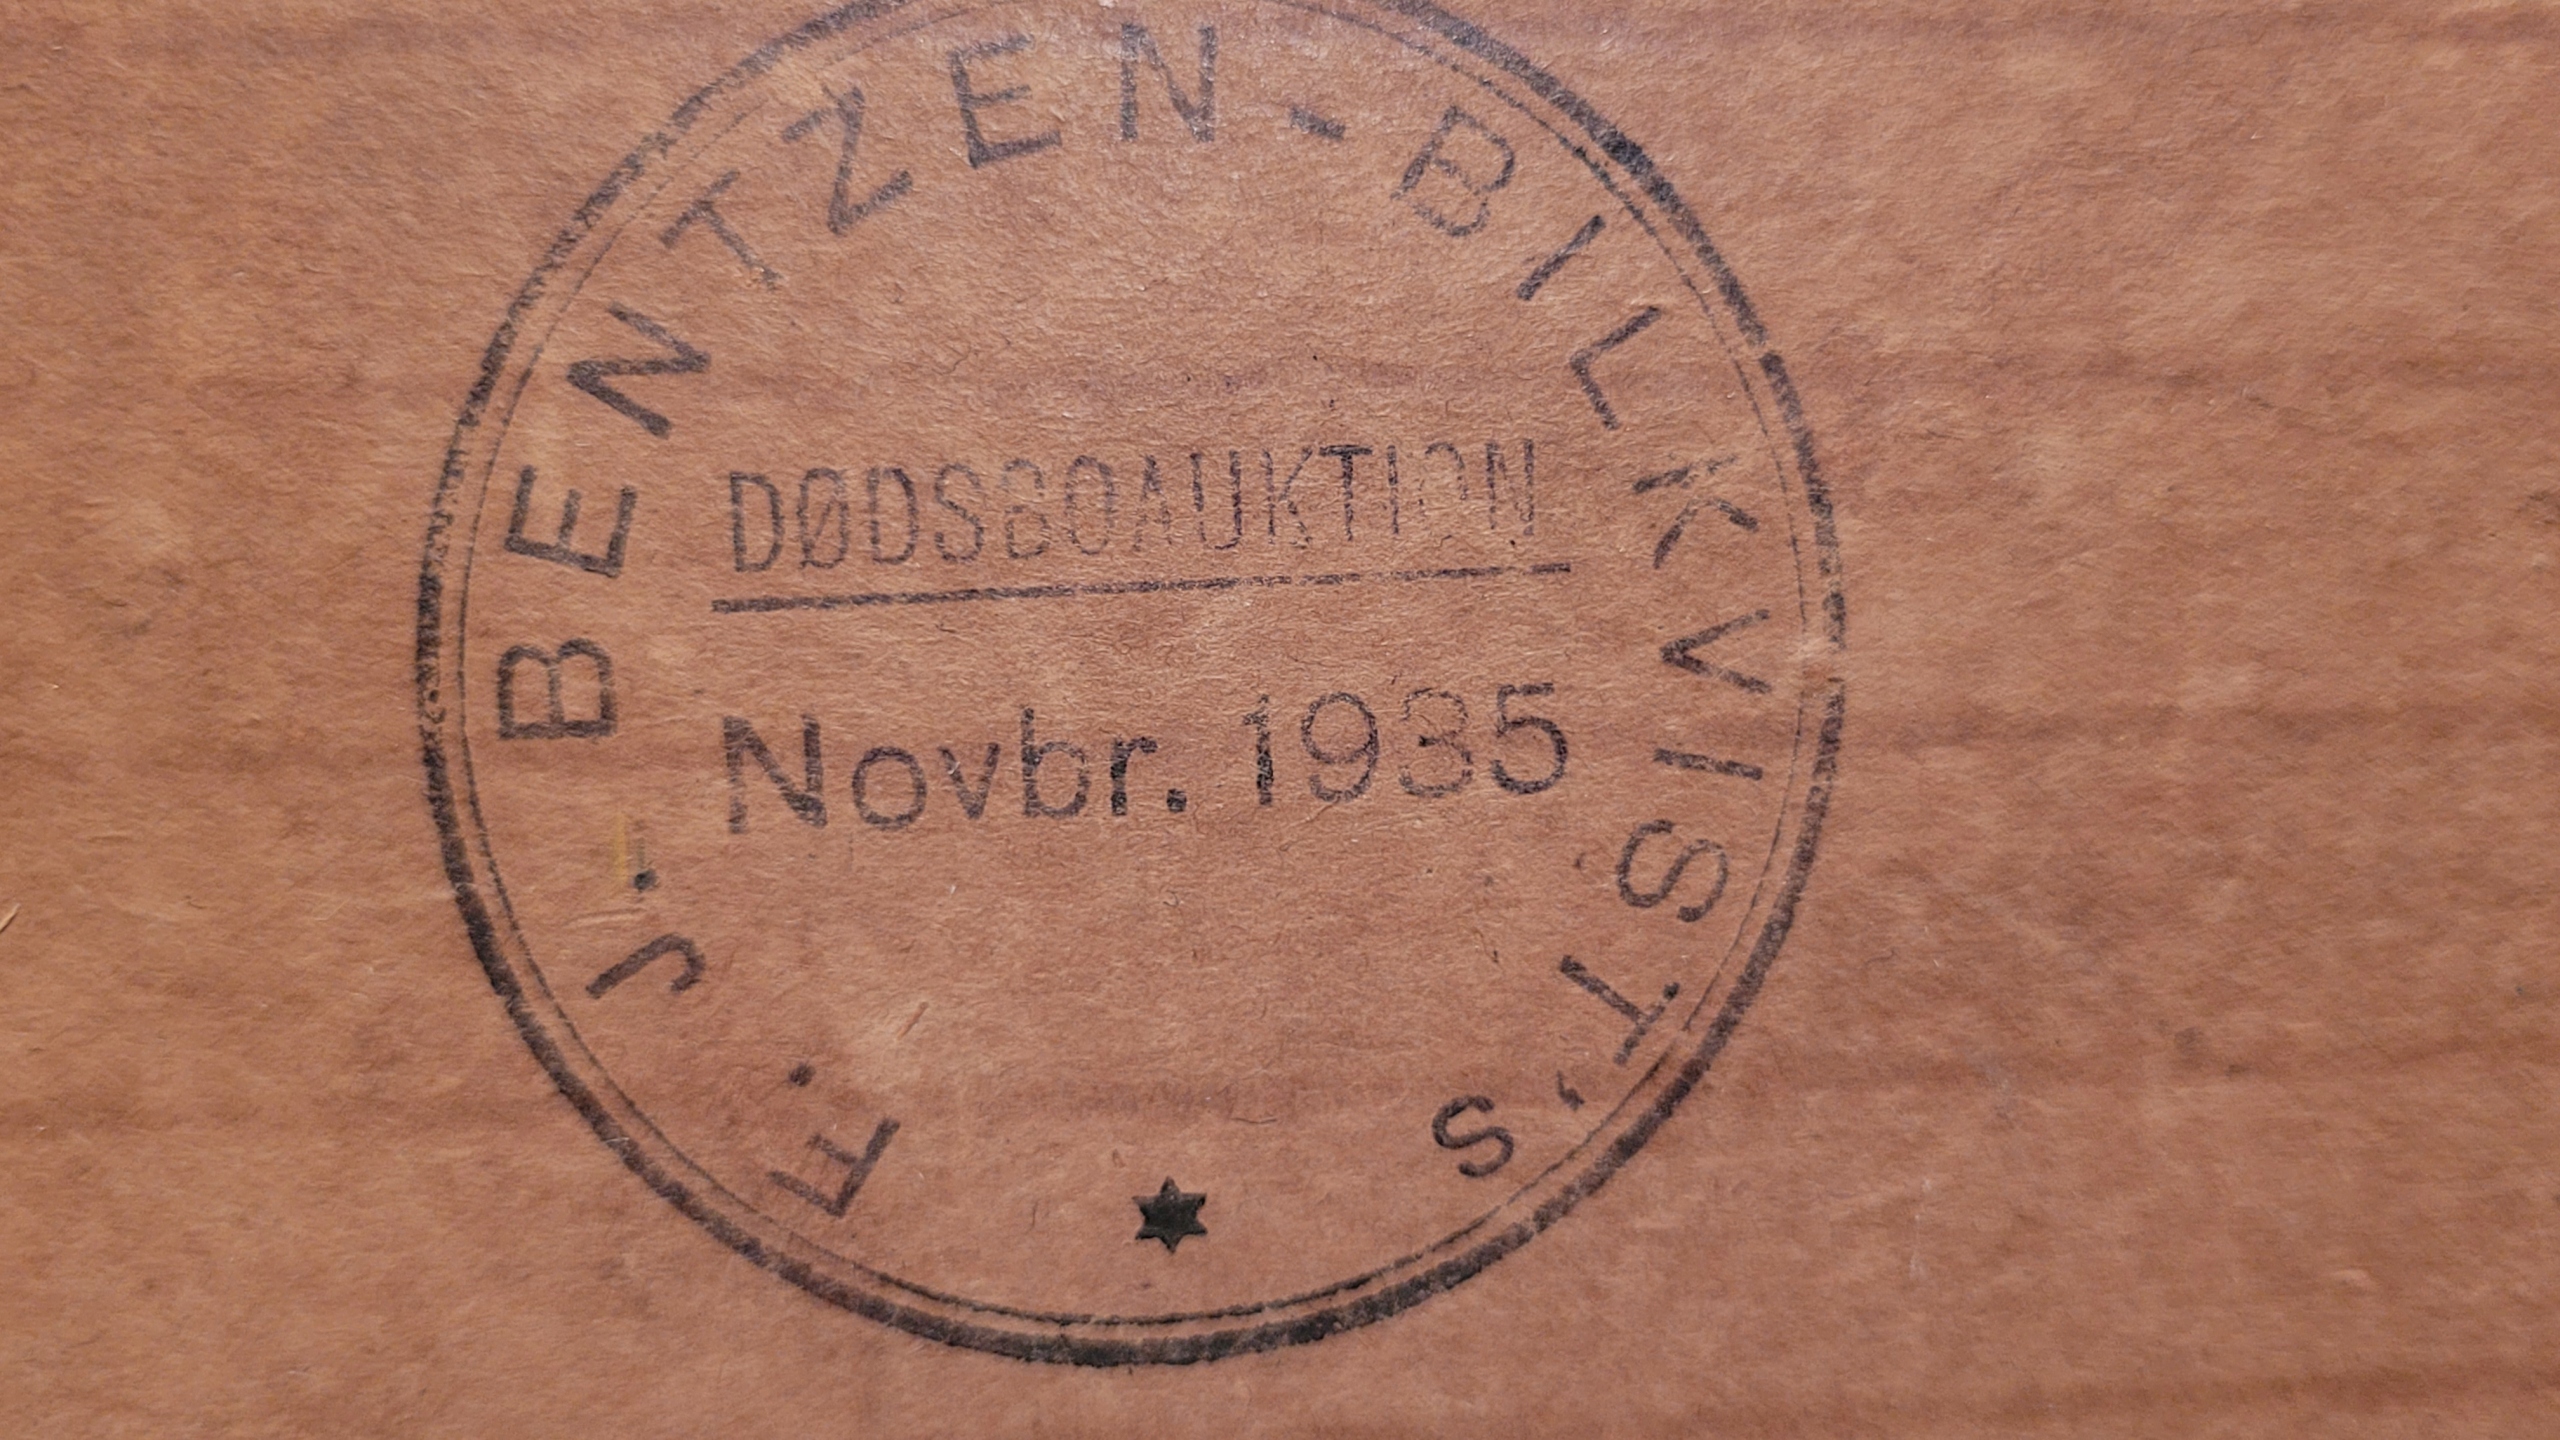 F. J. BENTZEN-BILKVIST'S
DØDSBOAUKTION
Novbr. 1935